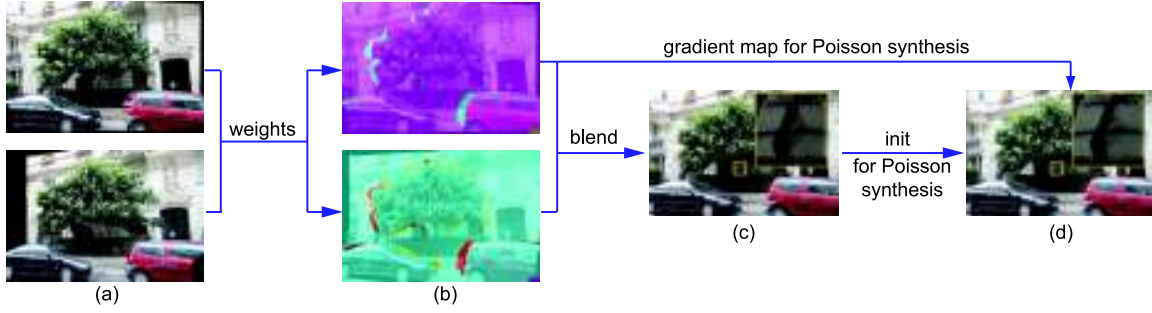 gradient map for Poisson synthesis
weights
blend
init
for Poisson
synthesis
(a)
(b)
(c)
(d)